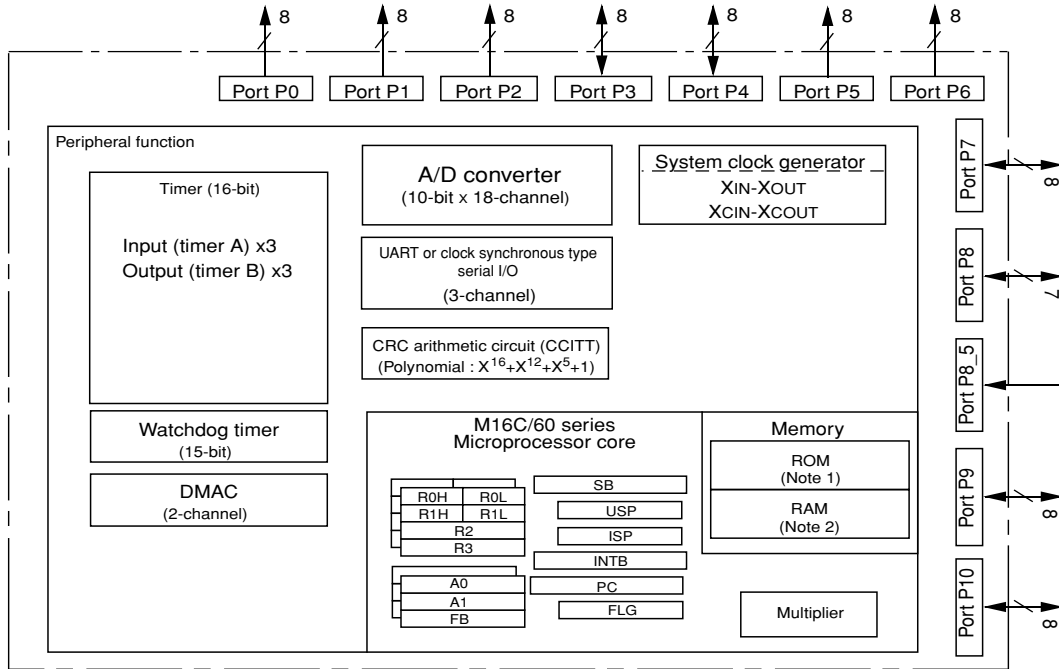 8 8 8 8 8 8 8
Port P0 Port P1 Port P2 Port P3 Port P4 Port P5 Port P6
Peripheral function
Timer (16-bit)
Input (timer A) x3
Output (timer B) x3
Watchdog timer
(15-bit)
DMAC
(2-channel)
A/D converter
(10-bit x 18-channel)
UART or clock synchronous type
serial I/O
(3-channel)
CRC arithmetic circuit (CCITT)
(Polynomial : X¹⁶+X¹²+X⁵+1)
System clock generator
XIN-XOUT
XCIN-XCOUT
M16C/60 series
Microprocessor core
R0H R0L
R1H R1L
R2
R3
A0
A1
FB
SB
USP
ISP
INTB
PC
FLG
Memory
ROM
(Note 1)
RAM
(Note 2)
Multiplier
Port P7
8
Port P8
7
Port P8_5
Port P9
8
Port P10
8